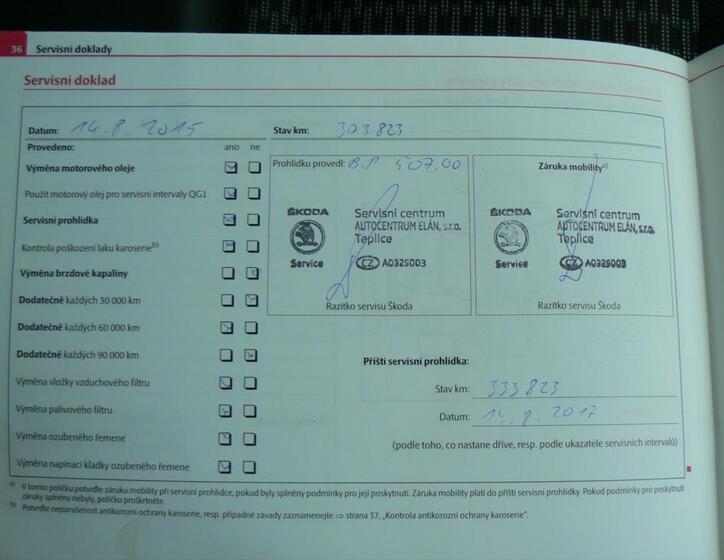 36 Servisní doklady
Servisní doklad
Datum: 14.8.2015 Stav km: 303 823
Provedeno: ano ne
Výměna motorového oleje
Použit motorový olej pro servisní intervaly QG1
Servisní prohlídka
Kontrola poškození laku karoserie b)
Výměna brzdové kapaliny
Dodatečně každých 30 000 km
Dodatečně každých 60 000 km
Dodatečně každých 90 000 km
Výměna vložky vzduchového filtru
Výměna palivového filtru
Výměna ozubeného řemene
Výměna napínací kladky ozubeného řemene
Prohlídku provedl: 507.00
ŠKODA
Service
Servisní centrum
AUTOCENTRUM ELÁN, s.r.o.
Teplice
CZ A0325003
Razítko servisu Škoda
Záruka mobility a)
ŠKODA
Service
Servisní centrum
AUTOCENTRUM ELÁN, s.r.o.
Teplice
CZ A0325003
Razítko servisu Škoda
Příští servisní prohlídka:
Stav km: 333 823
Datum: 14.8.2017
(podle toho, co nastane dříve, resp. podle ukazatele servisních intervalů)
a) V tomto políčku potvrďte záruku mobility při servisní prohlídce, pokud byly splněny podmínky pro její poskytnutí. Záruka mobility platí do příští servisní prohlídky. Pokud podmínky pro poskytnutí
záruky splněny nebyly, políčko proškrtněte.
b) Potvrďte neporušenost antikorozní ochrany karoserie, resp. případné závady zaznamenejte ⇒ strana 37, „Kontrola antikorozní ochrany karoserie".